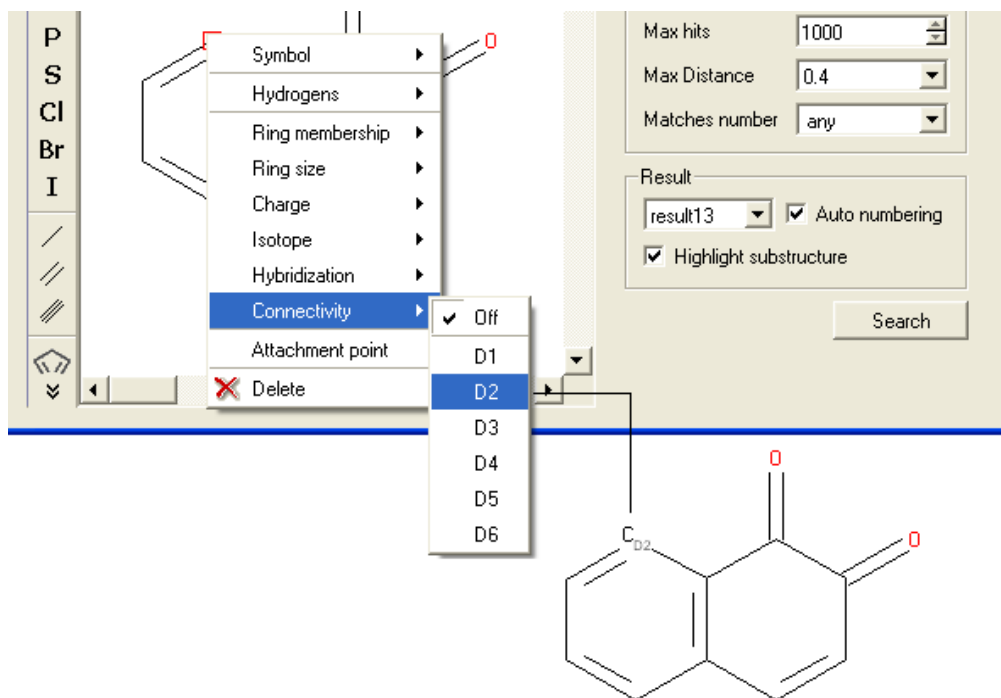 P
S
Cl
Br
I
O
Symbol
Hydrogens
Ring membership
Ring size
Charge
Isotope
Hybridization
Connectivity
Attachment point
Delete
Off
D1
D2
D3
D4
D5
D6
Max hits 1000
Max Distance 0.4
Matches number any
Result
result13 Auto numbering
Highlight substructure
Search
O
O
C D2